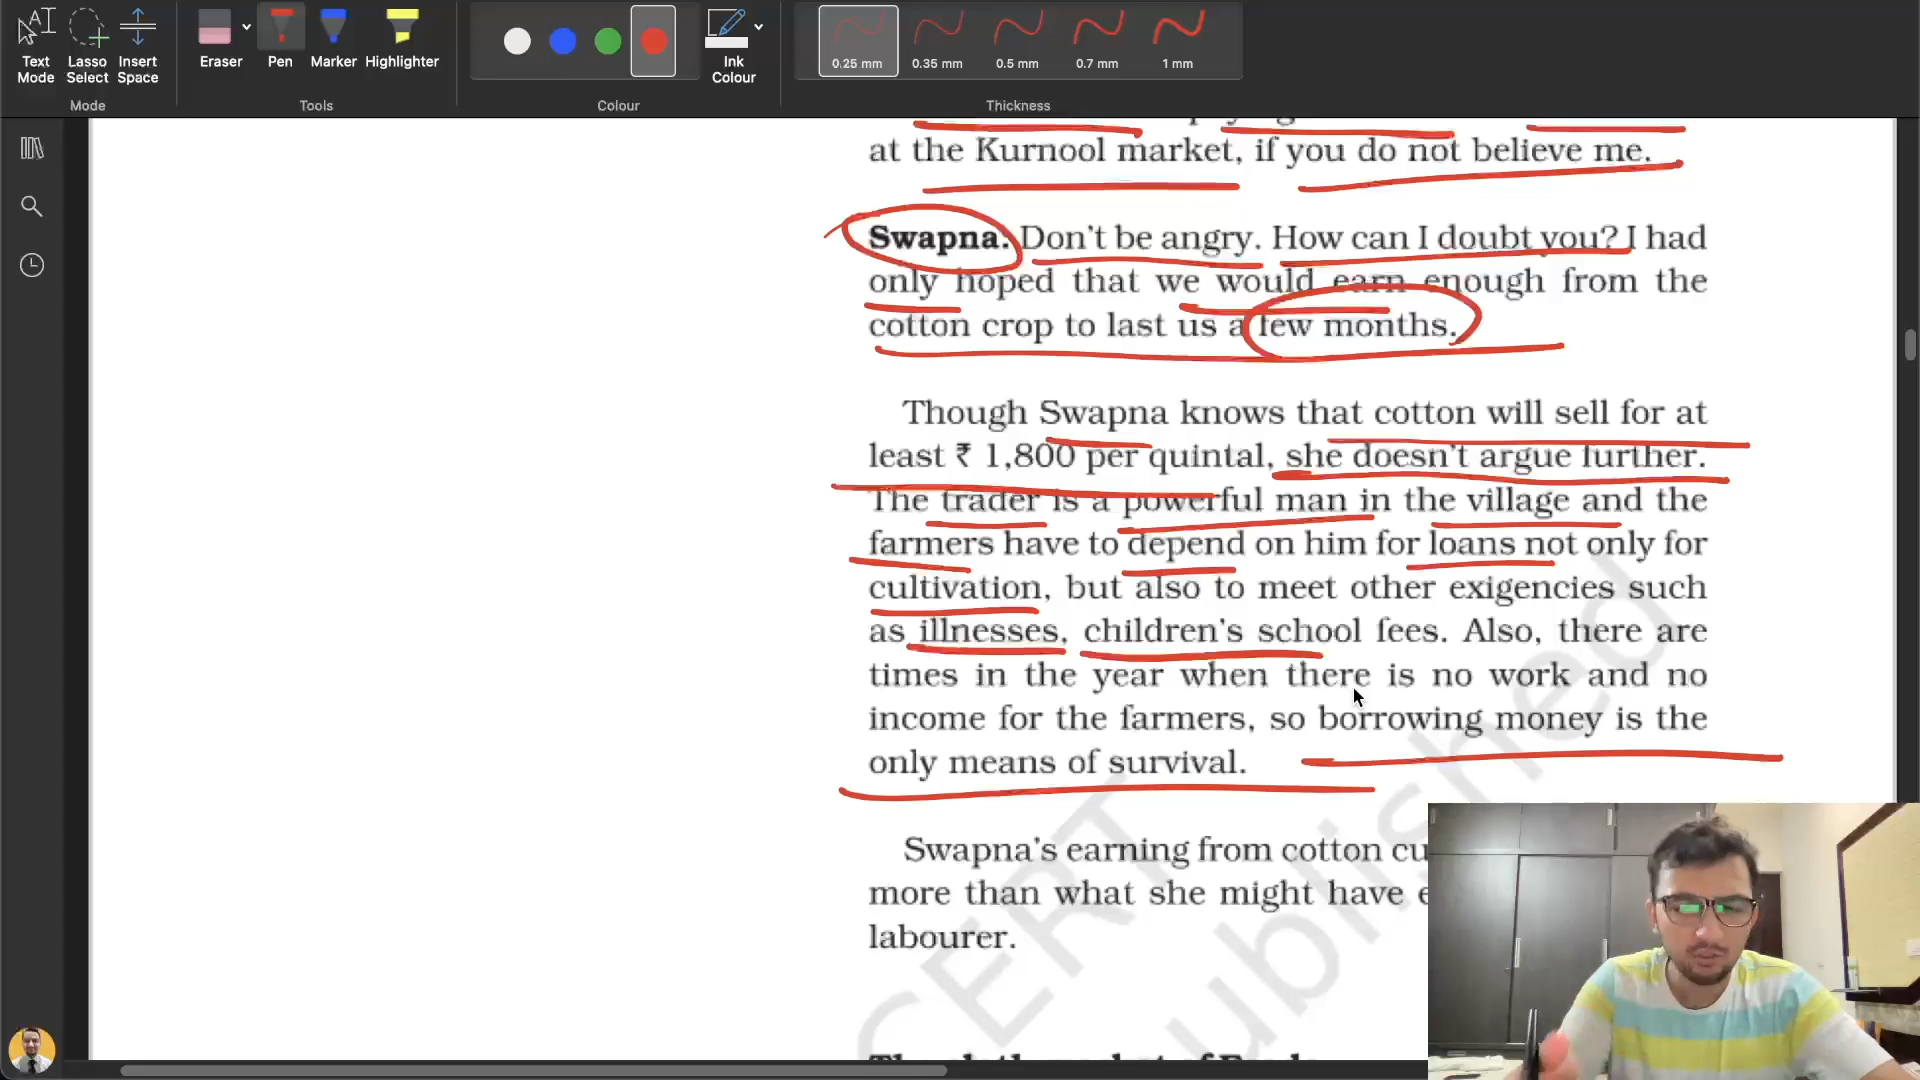 Text Mode
Lasso Select
Insert Space
Eraser
Pen
Marker
Highlighter
Ink Colour
0.25 mm
0.35 mm
0.5 mm
0.7 mm
1 mm
Mode
Tools
Colour
Thickness
at the Kurnool market, if you do not believe me.
Swapna: Don't be angry. How can I doubt you? I had
only hoped that we would earn enough from the
cotton crop to last us a few months.
Though Swapna knows that cotton will sell for at
least ₹ 1,800 per quintal, she doesn't argue further.
The trader is a powerful man in the village and the
farmers have to depend on him for loans not only for
cultivation, but also to meet other exigencies such
as illnesses, children's school fees. Also, there are
times in the year when there is no work and no
income for the farmers, so borrowing money is the
only means of survival.
Swapna's earning from cotton cu
more than what she might have e
labourer.